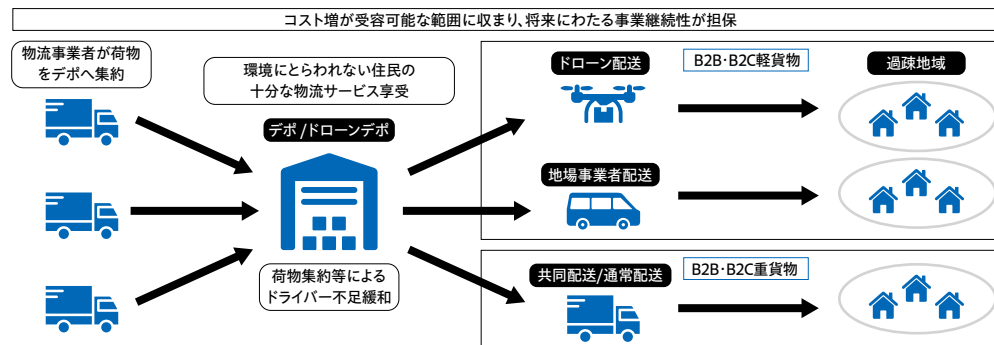 コスト増が受容可能な範囲に収まり、将来にわたる事業継続性が担保
物流事業者が荷物
をデポへ集約
環境にとらわれない住民の
十分な物流サービス享受
デポ/ドローンデポ
荷物集約等による
ドライバー不足緩和
ドローン配送
B2B・B2C軽貨物
過疎地域
地場事業者配送
共同配送/通常配送
B2B・B2C重貨物